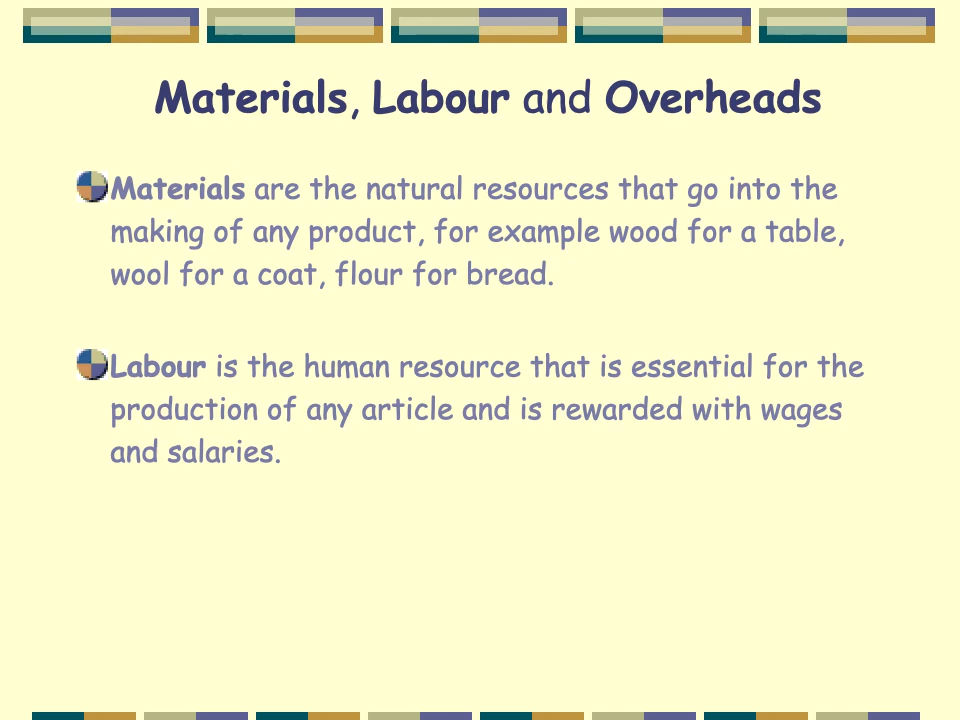 Materials, Labour and Overheads
Materials are the natural resources that go into the
making of any product, for example wood for a table,
wool for a coat, flour for bread.
Labour is the human resource that is essential for the
production of any article and is rewarded with wages
and salaries.